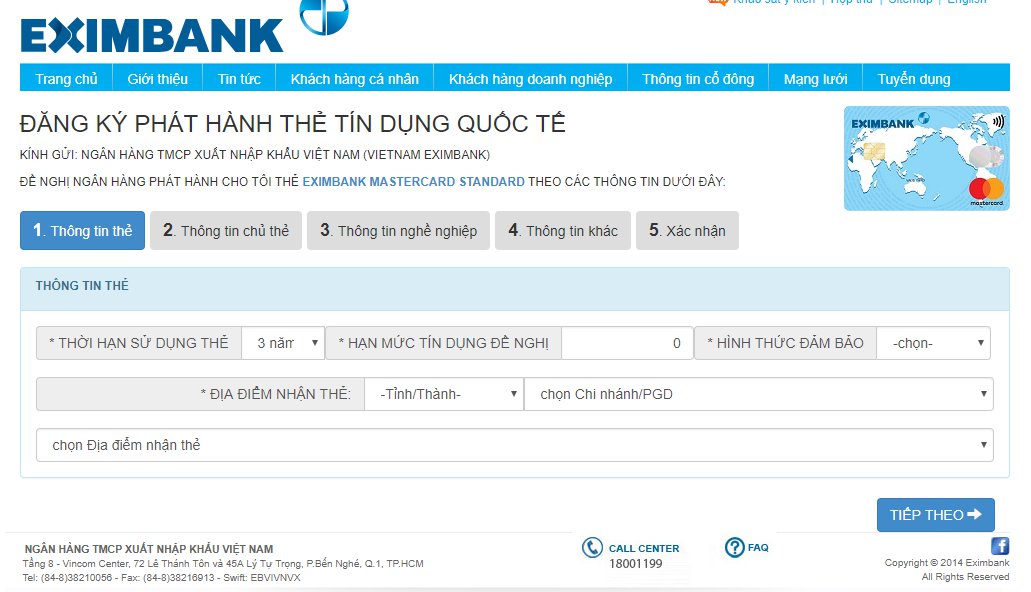 Khảo sát ý kiến | Hộp thư | Sitemap | English
EXIMBANK
Trang chủ Giới thiệu Tin tức Khách hàng cá nhân Khách hàng doanh nghiệp Thông tin cổ đông Mạng lưới Tuyển dụng
ĐĂNG KÝ PHÁT HÀNH THẺ TÍN DỤNG QUỐC TẾ
EXIMBANK
mastercard
KÍNH GỬI: NGÂN HÀNG TMCP XUẤT NHẬP KHẨU VIỆT NAM (VIETNAM EXIMBANK)
ĐỀ NGHỊ NGÂN HÀNG PHÁT HÀNH CHO TÔI THẺ EXIMBANK MASTERCARD STANDARD THEO CÁC THÔNG TIN DƯỚI ĐÂY:
1. Thông tin thẻ 2. Thông tin chủ thẻ 3. Thông tin nghề nghiệp 4. Thông tin khác 5. Xác nhận
THÔNG TIN THẺ
* THỜI HẠN SỬ DỤNG THẺ 3 năm * HẠN MỨC TÍN DỤNG ĐỀ NGHỊ 0 * HÌNH THỨC ĐẢM BẢO -chọn-
* ĐỊA ĐIỂM NHẬN THẺ: -Tỉnh/Thành- chọn Chi nhánh/PGD
chọn Địa điểm nhận thẻ
TIẾP THEO
NGÂN HÀNG TMCP XUẤT NHẬP KHẨU VIỆT NAM
Tầng 8 - Vincom Center, 72 Lê Thánh Tôn và 45A Lý Tự Trọng, P.Bến Nghé, Q.1, TP.HCM
Tel: (84-8)38210056 - Fax: (84-8)38216913 - Swift: EBVIVNVX
CALL CENTER
18001199
FAQ
Copyright © 2014 Eximbank
All Rights Reserved